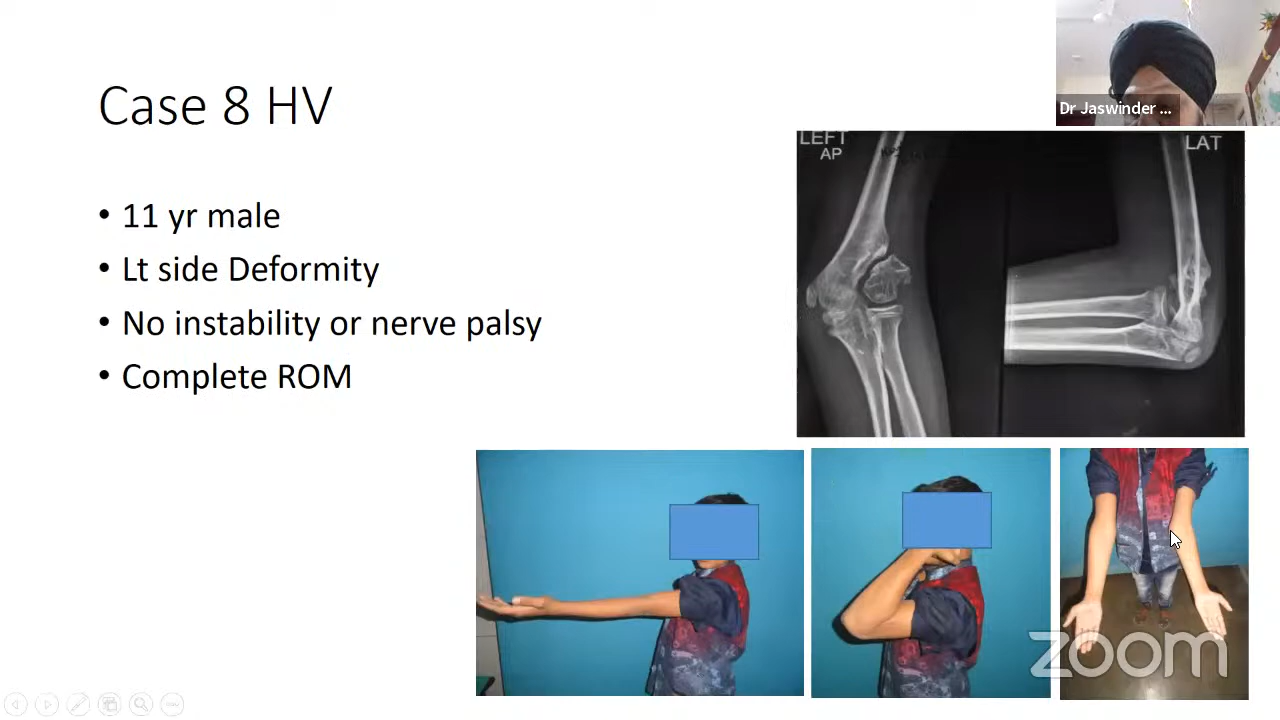 Case 8 HV
Dr Jaswinder ...
• 11 yr male
• Lt side Deformity
• No instability or nerve palsy
• Complete ROM
LEFT
AP
LAT
zoom